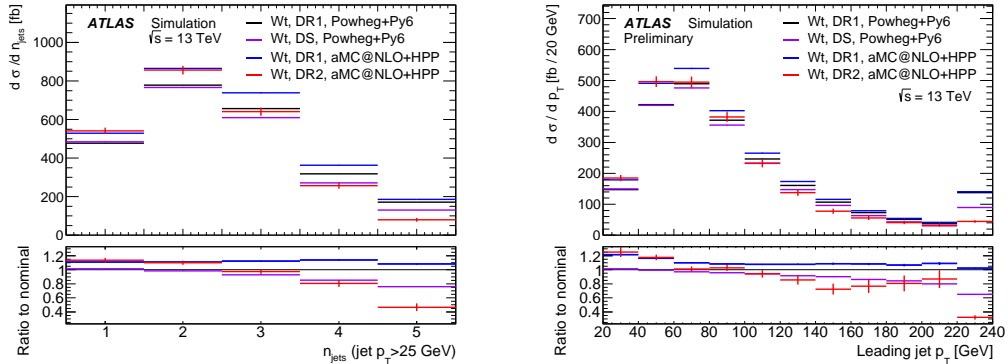 d σ / d n_jets [fb]
1000
800
600
400
200
0
ATLAS Simulation
√s = 13 TeV
Wt, DR1, Powheg+Py6
Wt, DS, Powheg+Py6
Wt, DR1, aMC@NLO+HPP
Wt, DR2, aMC@NLO+HPP
Ratio to nominal
1.2
1
0.8
0.6
0.4
1 2 3 4 5
n_jets (jet p_T>25 GeV)
d σ / d p_T [fb / 20 GeV]
700
600
500
400
300
200
100
0
ATLAS Simulation
Preliminary
Wt, DR1, Powheg+Py6
Wt, DS, Powheg+Py6
Wt, DR1, aMC@NLO+HPP
Wt, DR2, aMC@NLO+HPP
√s = 13 TeV
Ratio to nominal
1.2
1
0.8
0.6
0.4
20 40 60 80 100 120 140 160 180 200 220 240
Leading jet p_T [GeV]